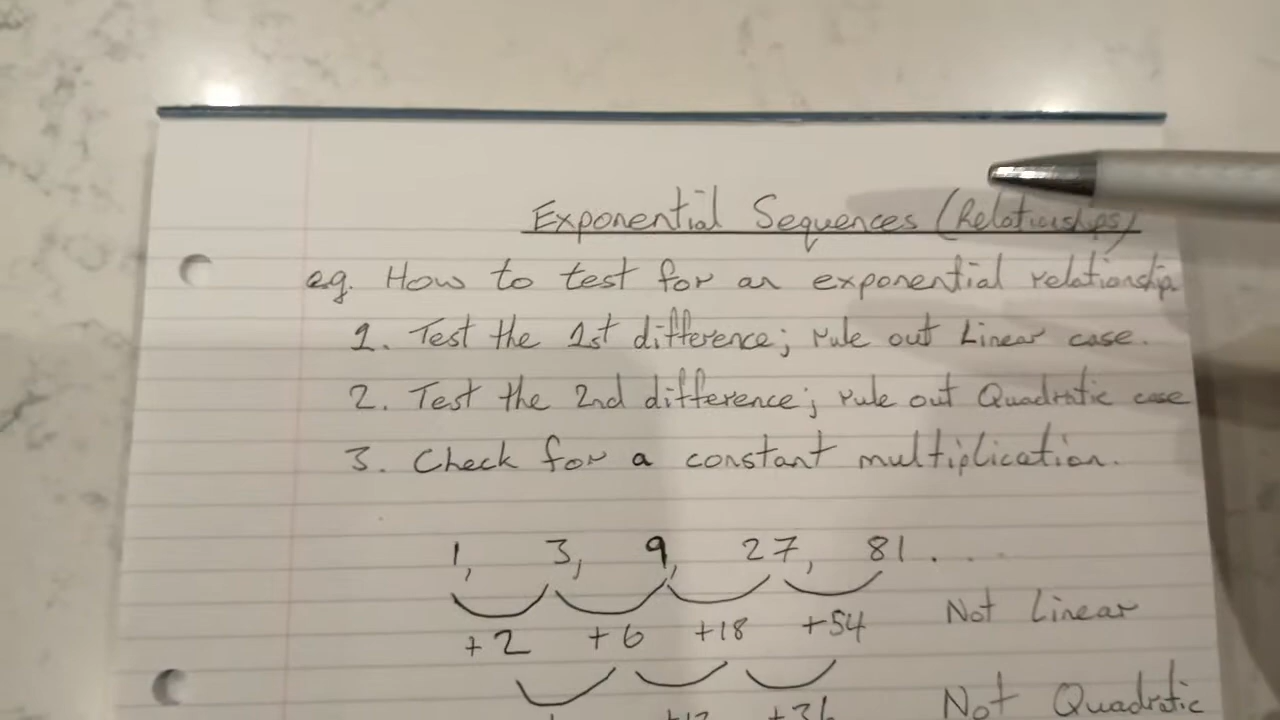 Exponential Sequences (Relationships)
eg. How to test for an exponential relationship
1. Test the 1st difference; rule out Linear case.
2. Test the 2nd difference; rule out Quadratic case
3. Check for a constant multiplication.
1, 3, 9, 27, 81 . . . .
+2 +6 +18 +54 Not Linear
+12 +36 Not Quadratic